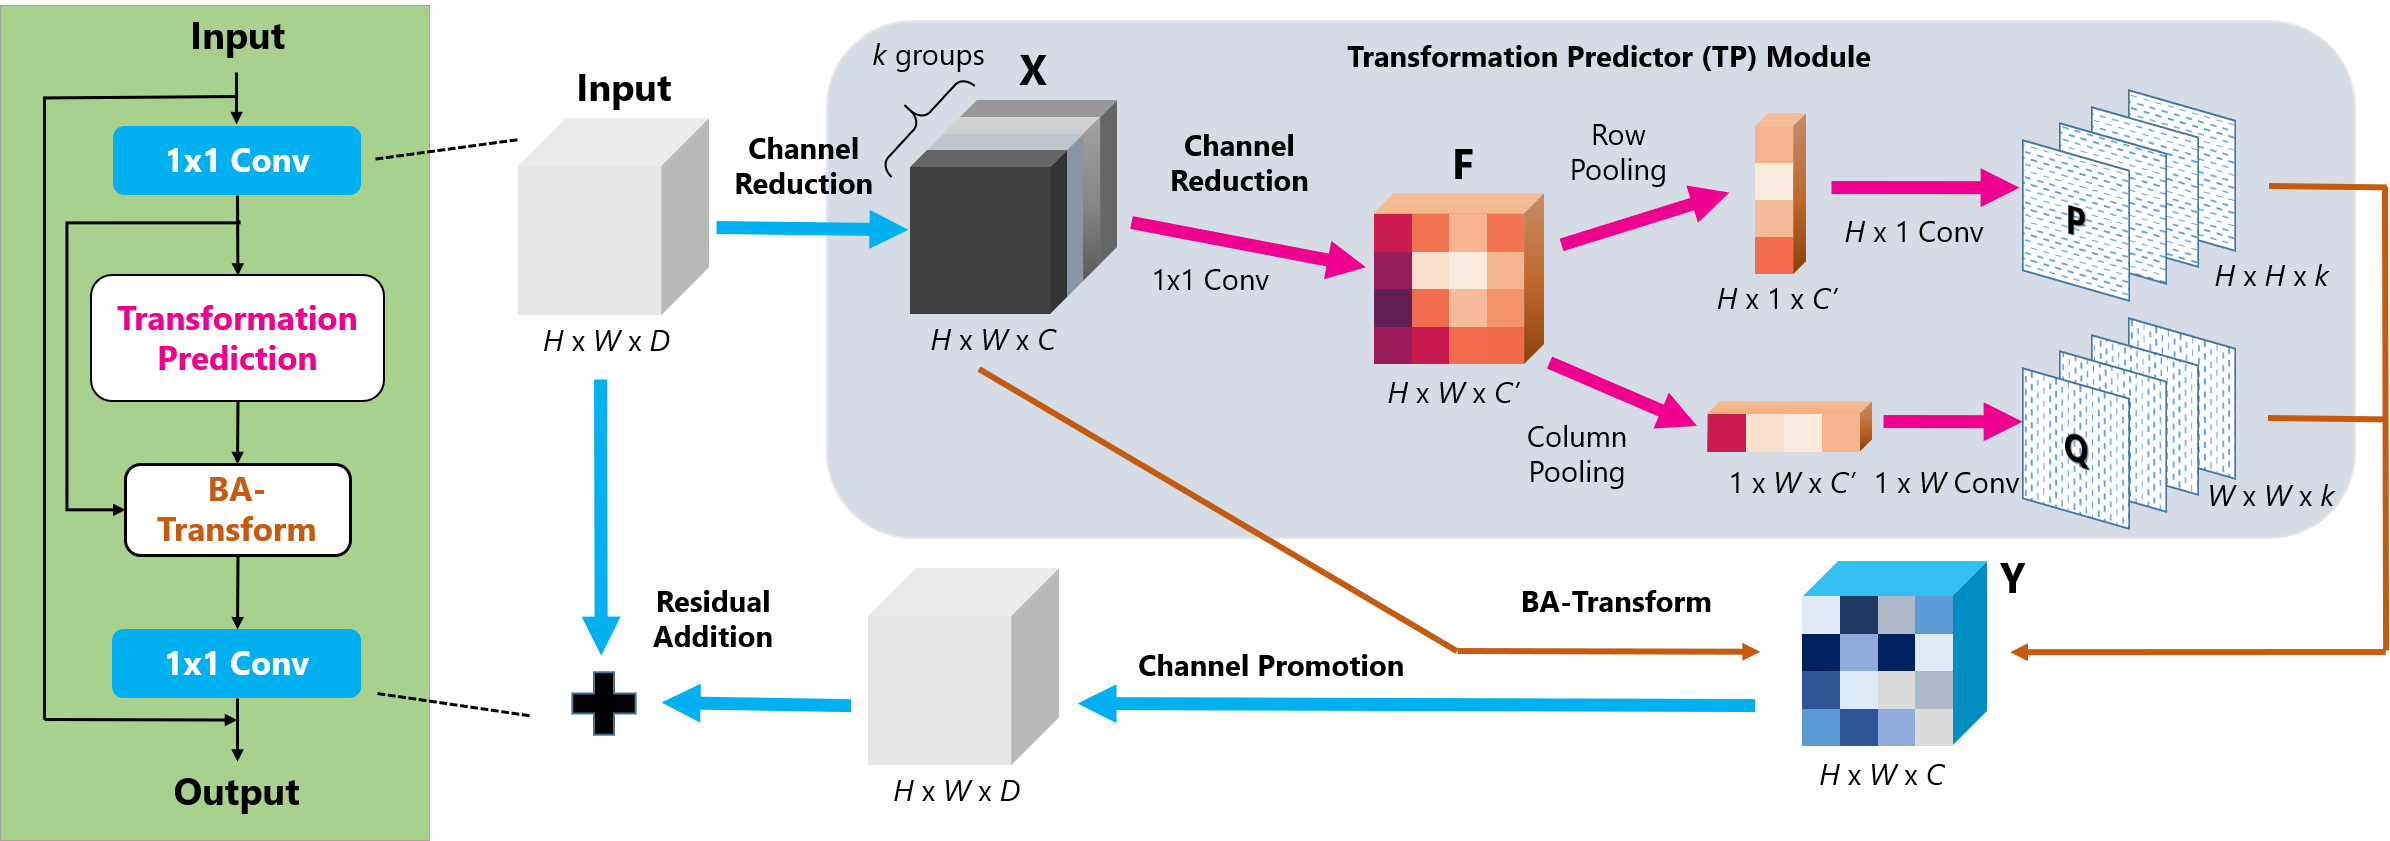 Input
1x1 Conv
Transformation
Prediction
BA-
Transform
1x1 Conv
Output
Input
H x W x D
Channel
Reduction
k groups
X
H x W x C
Transformation Predictor (TP) Module
Channel
Reduction
1x1 Conv
F
H x W x C′
Row
Pooling
H x 1 x C′
H x 1 Conv
P
H x H x k
Column
Pooling
1 x W x C′
1 x W Conv
Q
W x W x k
Residual
Addition
H x W x D
Channel Promotion
BA-Transform
Y
H x W x C